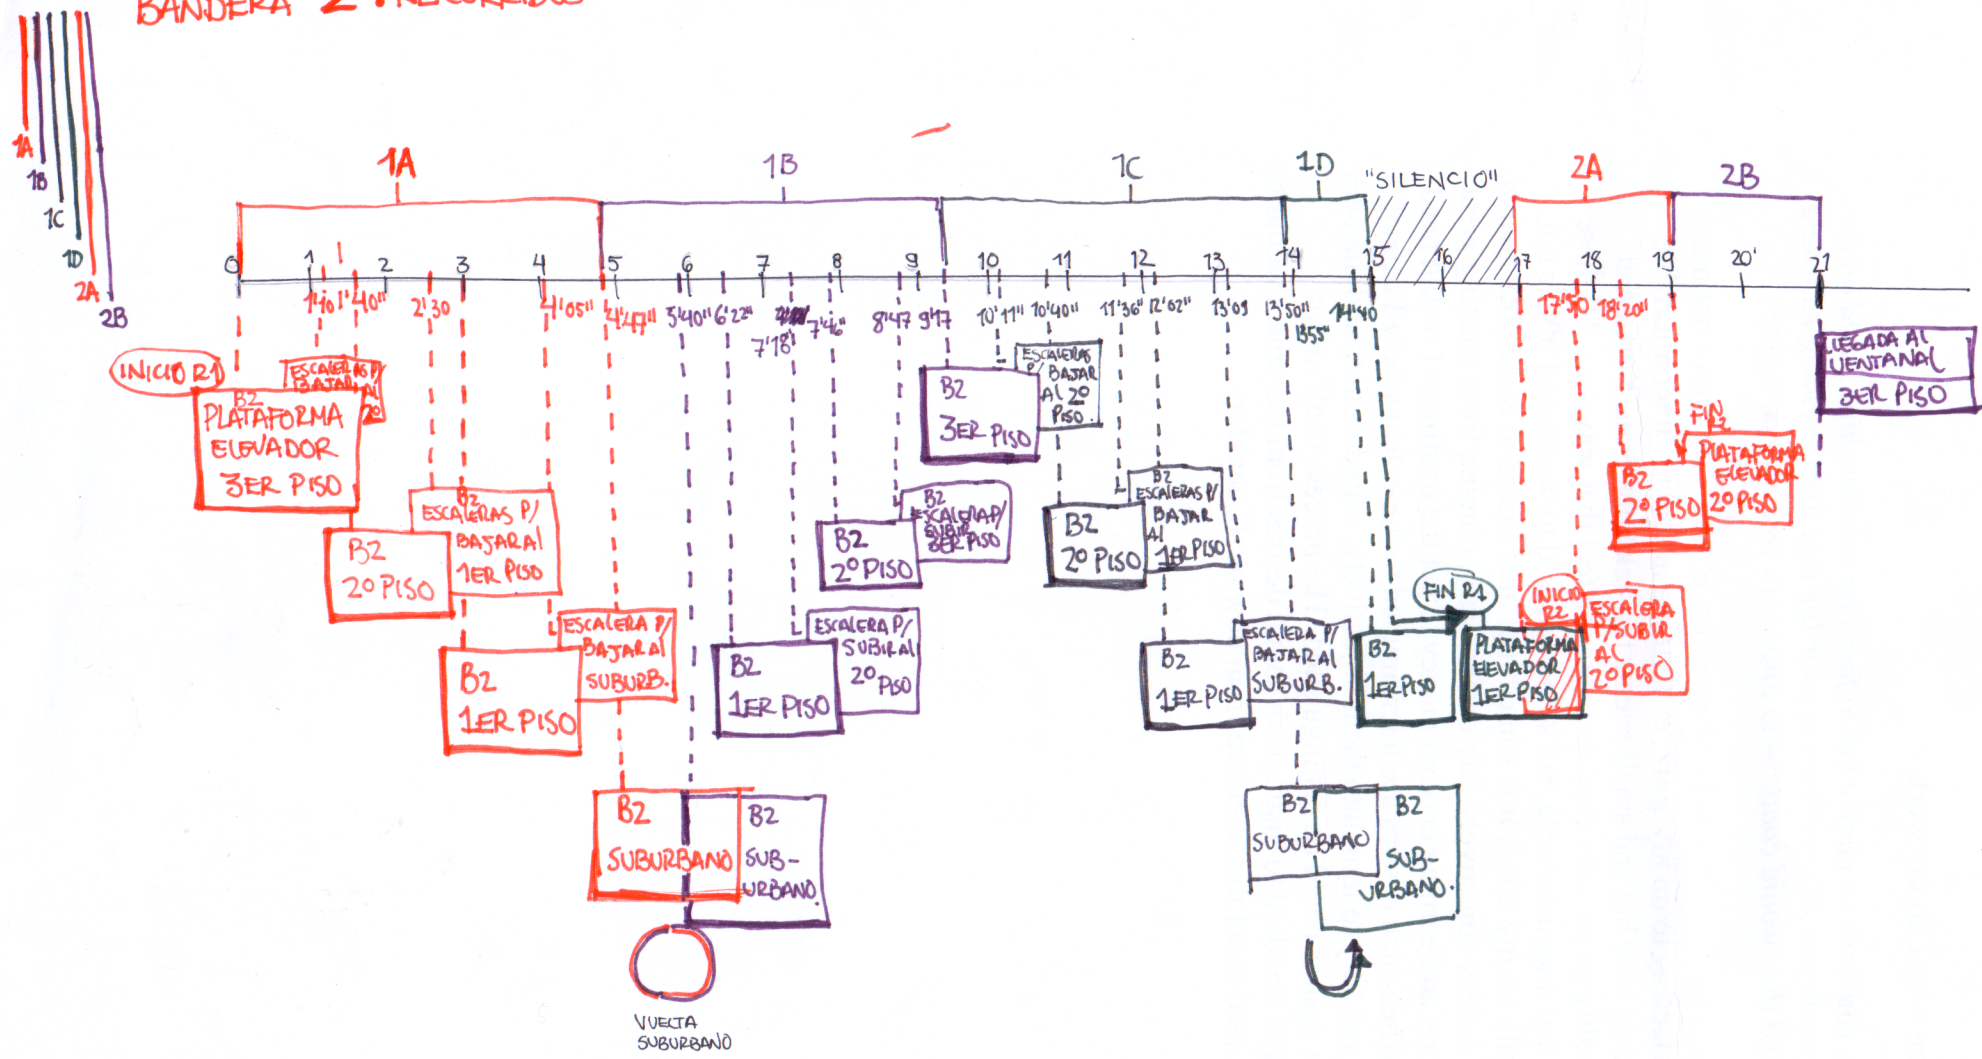 BANDERA 2: RECORRIDOS
1A
1B
1C
1D
2A
2B
1A
1B
1C
1D
"SILENCIO"
2A
2B
0 1 2 3 4 5 6 7 8 9 10 11 12 13 14 15 16 17 18 19 20' 21
1'10 1'40" 2'30 4'05" 4'47" 5'40" 6'22" 7'18' 7'46" 8'47 9'17 10'11" 10'40" 11'36" 12'02" 13'09 13'50" 1355" 14'40 17'50 18'20"
INICIO R1
B2
PLATAFORMA
ELEVADOR
3ER PISO
ESCALERAS P/
BAJAR
Al
2º
B2
2º PISO
B2
ESCALERAS P/
BAJAR Al
1ER PISO
B2
1ER PISO
ESCALERA P/
BAJAR Al
SUBURB.
B2
SUBURBANO
B2
SUB-
URBANO.
VUELTA
SUBURBANO
B2
1ER PISO
ESCALERA P/
SUBIR Al
2º PISO
B2
2º PISO
B2
ESCALERA P/
SUBIR
3ER PISO
B2
3ER PISO
ESCALERAS
P/ BAJAR
Al 2º
PISO.
B2
2º PISO
B2
ESCALERAS P/
BAJAR
Al
1ER PISO
B2
1ER PISO
ESCALERA P/
BAJAR Al
SUBURB.
B2
SUBURBANO
B2
SUB-
URBANO.
B2
1ER PISO
FIN R1
PLATAFORMA
ELEVADOR
1ER PISO
INICIO
R2
ESCALERA
P/SUBIR
AL
2º PISO
B2
2º PISO
FIN
R2
PLATAFORMA
ELEVADOR
2º PISO
LLEGADA Al
VENTANAl
3ER PISO